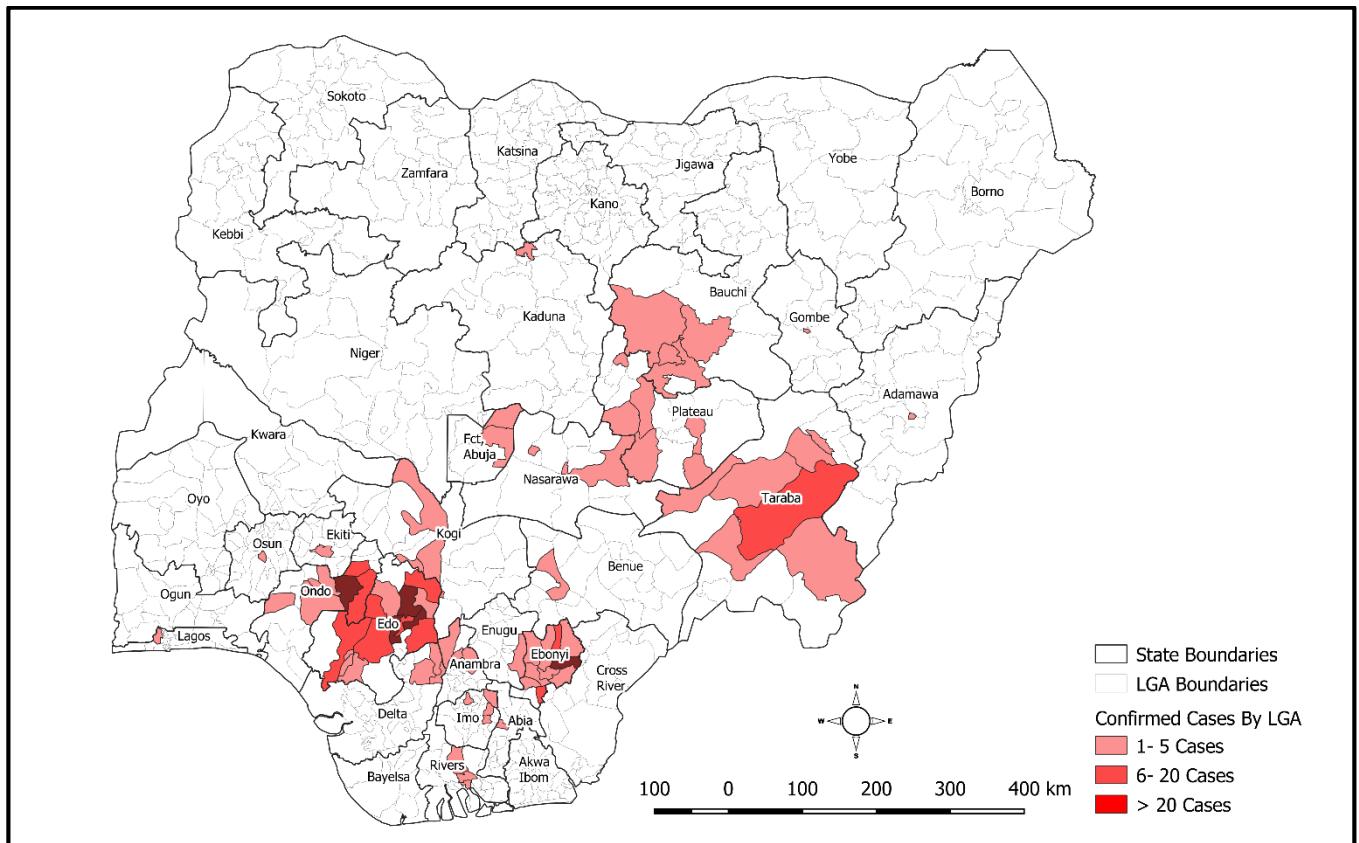 Sokoto
Katsina
Jigawa
Yobe
Zamfara
Kano
Borno
Kebbi
Bauchi
Kaduna
Gombe
Niger
Adamawa
Plateau
Kwara
Fct,
Abuja
Nasarawa
Oyo
Taraba
Kogi
Osun
Ekiti
Benue
Ogun
Ondo
Edo
Lagos
Enugu
Ebonyi
Anambra
Cross
River
Delta
Imo
Abia
Bayelsa
Rivers
Akwa
Ibom
N
W
E
S
100 0 100 200 300 400 km
State Boundaries
LGA Boundaries
Confirmed Cases By LGA
1- 5 Cases
6- 20 Cases
> 20 Cases